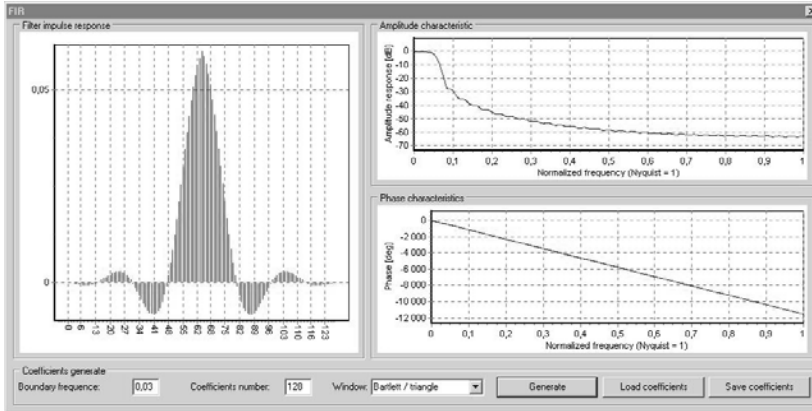 FIR
Filter impulse response
0,05
0
0 6 13 20 27 34 41 48 55 62 68 75 82 89 96 103 110 116 123
Amplitude characteristic
Amplitude response [dB]
0
-10
-20
-30
-40
-50
-60
-70
0 0,1 0,2 0,3 0,4 0,5 0,6 0,7 0,8 0,9 1
Normalized frequency (Nyquist = 1)
Phase characteristics
Phase [deg]
0
-2 000
-4 000
-6 000
-8 000
-10 000
-12 000
0 0,1 0,2 0,3 0,4 0,5 0,6 0,7 0,8 0,9 1
Normalized frequency (Nyquist = 1)
Coefficients generate
Boundary frequence: 0,03 Coefficients number: 128 Window: Bartlett / triangle Generate Load coefficients Save coefficients